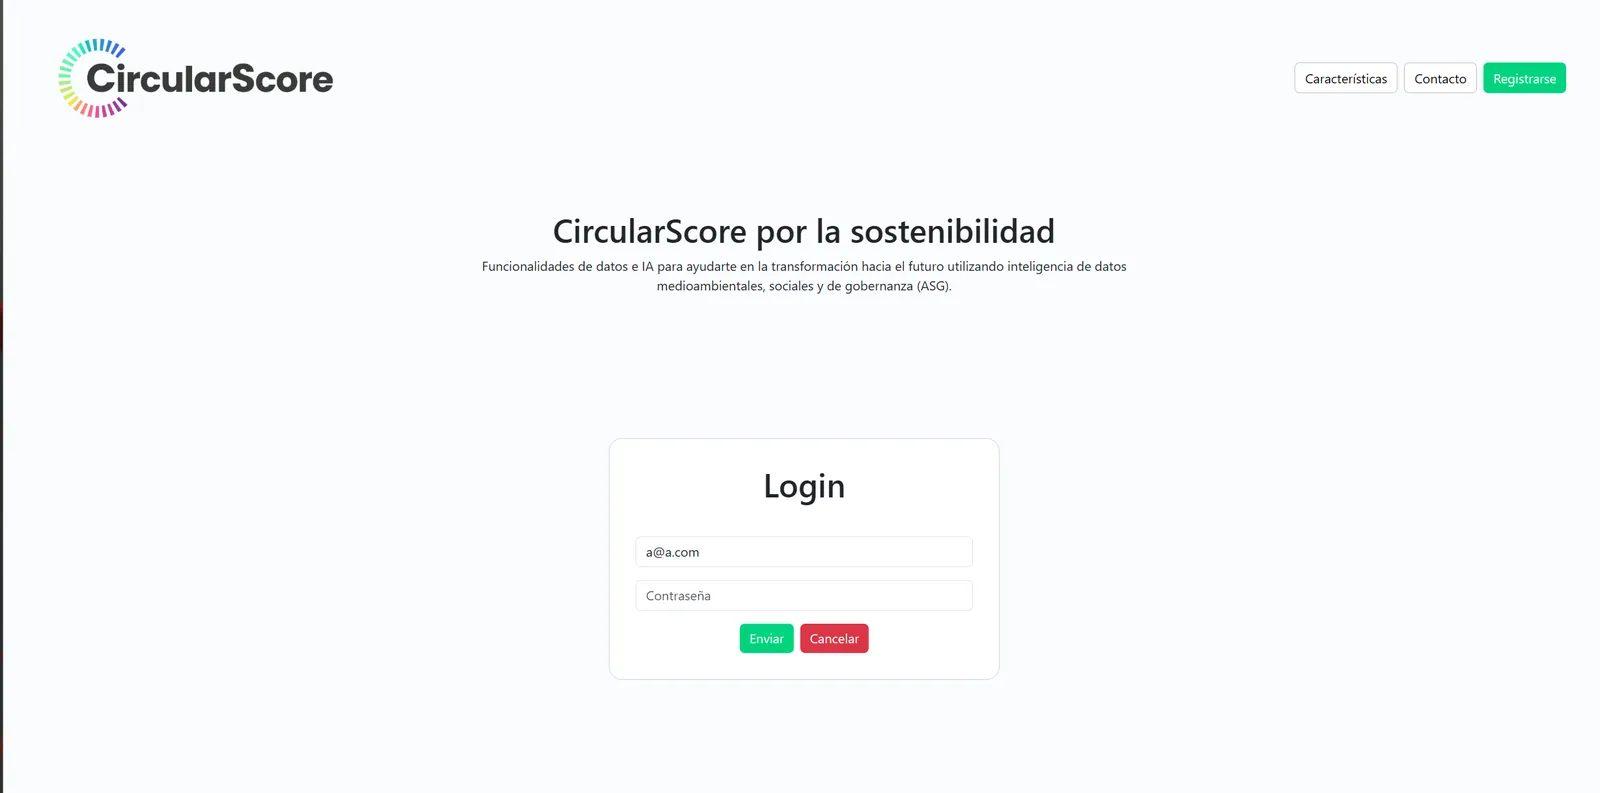 CircularScore
Características
Contacto
Registrarse
CircularScore por la sostenibilidad
Funcionalidades de datos e IA para ayudarte en la transformación hacia el futuro utilizando inteligencia de datos
medioambientales, sociales y de gobernanza (ASG).
Login
a@a.com
Contraseña
Enviar
Cancelar